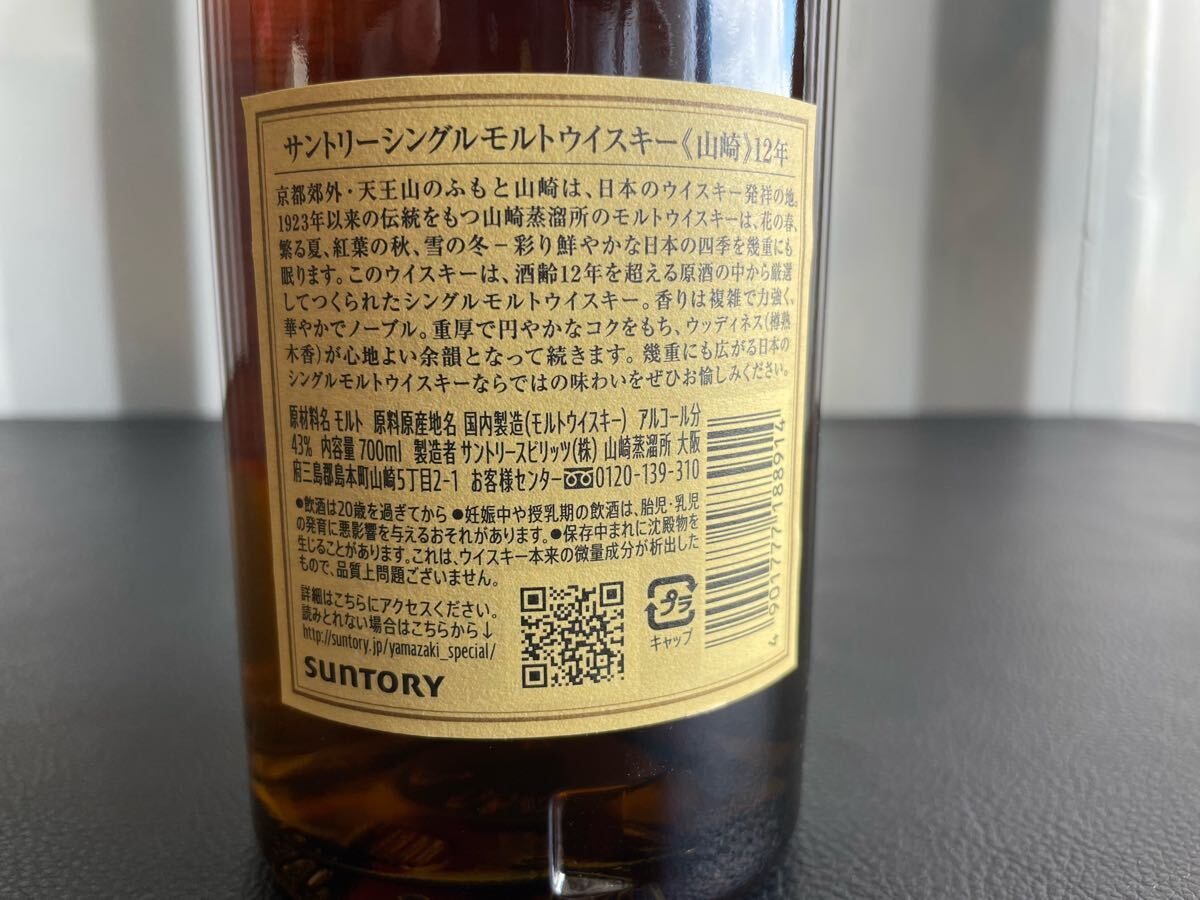 サントリーシングルモルトウイスキー《山崎》12年
京都郊外・天王山のふもと山崎は、日本のウイスキー発祥の地。
1923年以来の伝統をもつ山崎蒸溜所のモルトウイスキーは、花の春、
繁る夏、紅葉の秋、雪の冬－彩り鮮やかな日本の四季を幾重にも
眠ります。このウイスキーは、酒齢12年を超える原酒の中から厳選
してつくられたシングルモルトウイスキー。香りは複雑で力強く、
華やかでノーブル。重厚で円やかなコクをもち、ウッディネス(樽熟
木香)が心地よい余韻となって続きます。幾重にも広がる日本の
シングルモルトウイスキーならではの味わいをぜひお愉しみください。
原材料名 モルト 原料原産地名 国内製造(モルトウイスキー) アルコール分
43% 内容量 700ml 製造者 サントリースピリッツ(株) 山崎蒸溜所 大阪
府三島郡島本町山崎5丁目2-1 お客様センター 0120-139-310
●飲酒は20歳を過ぎてから ●妊娠中や授乳期の飲酒は、胎児・乳児
の発育に悪影響を与えるおそれがあります。●保存中まれに沈殿物を
生じることがあります。これは、ウイスキー本来の微量成分が析出した
もので、品質上問題ございません。
詳細はこちらにアクセスください。
読みとれない場合はこちらから↓
http://suntory.jp/yamazaki_special/
SUNTORY
プラ
キャップ
4 901777 188914